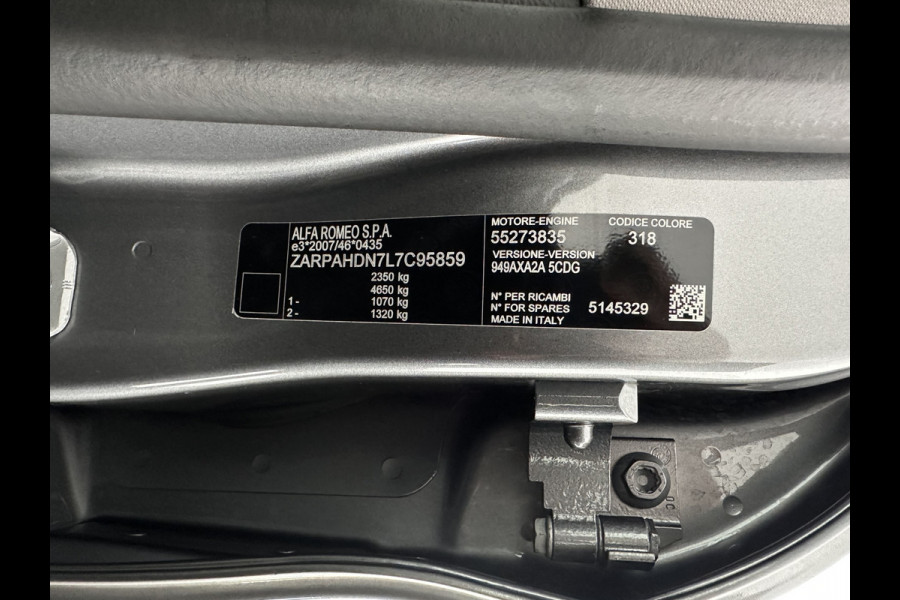 ALFA ROMEO S.P.A.
e3*2007/46*0435
ZARPAHDN7L7C95859
2350 kg
4650 kg
1- 1070 kg
2- 1320 kg
MOTORE-ENGINE
55273835
CODICE COLORE
318
VERSIONE-VERSION
949AXA2A 5CDG
N° PER RICAMBI
N° FOR SPARES 5145329
MADE IN ITALY